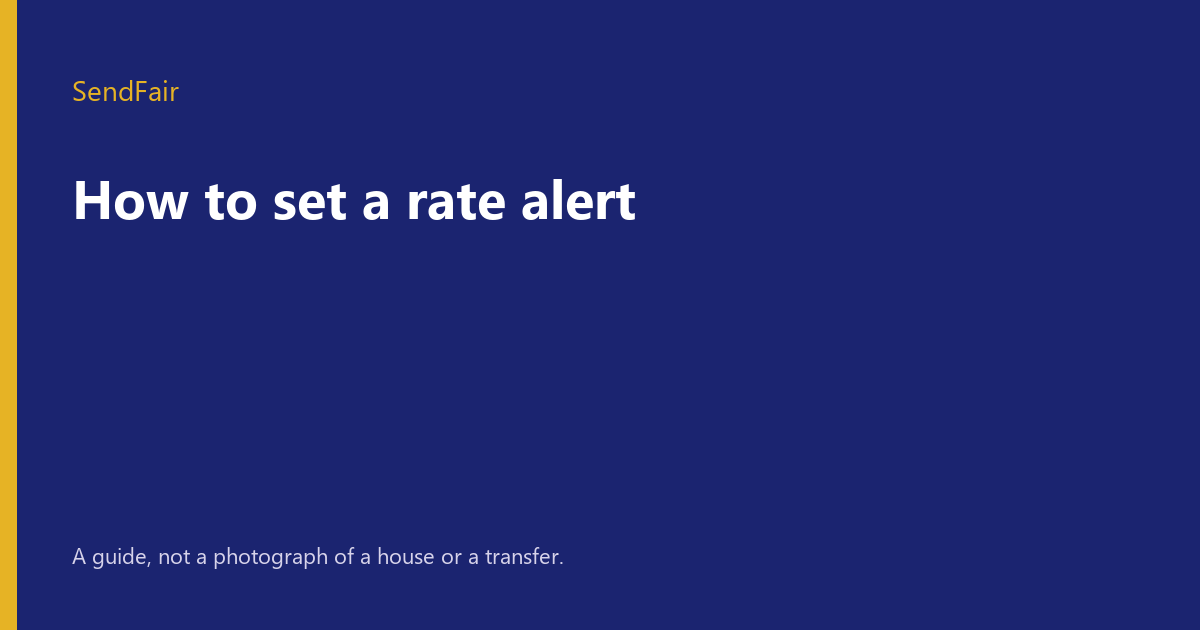 SendFair
How to set a rate alert
A guide, not a photograph of a house or a transfer.